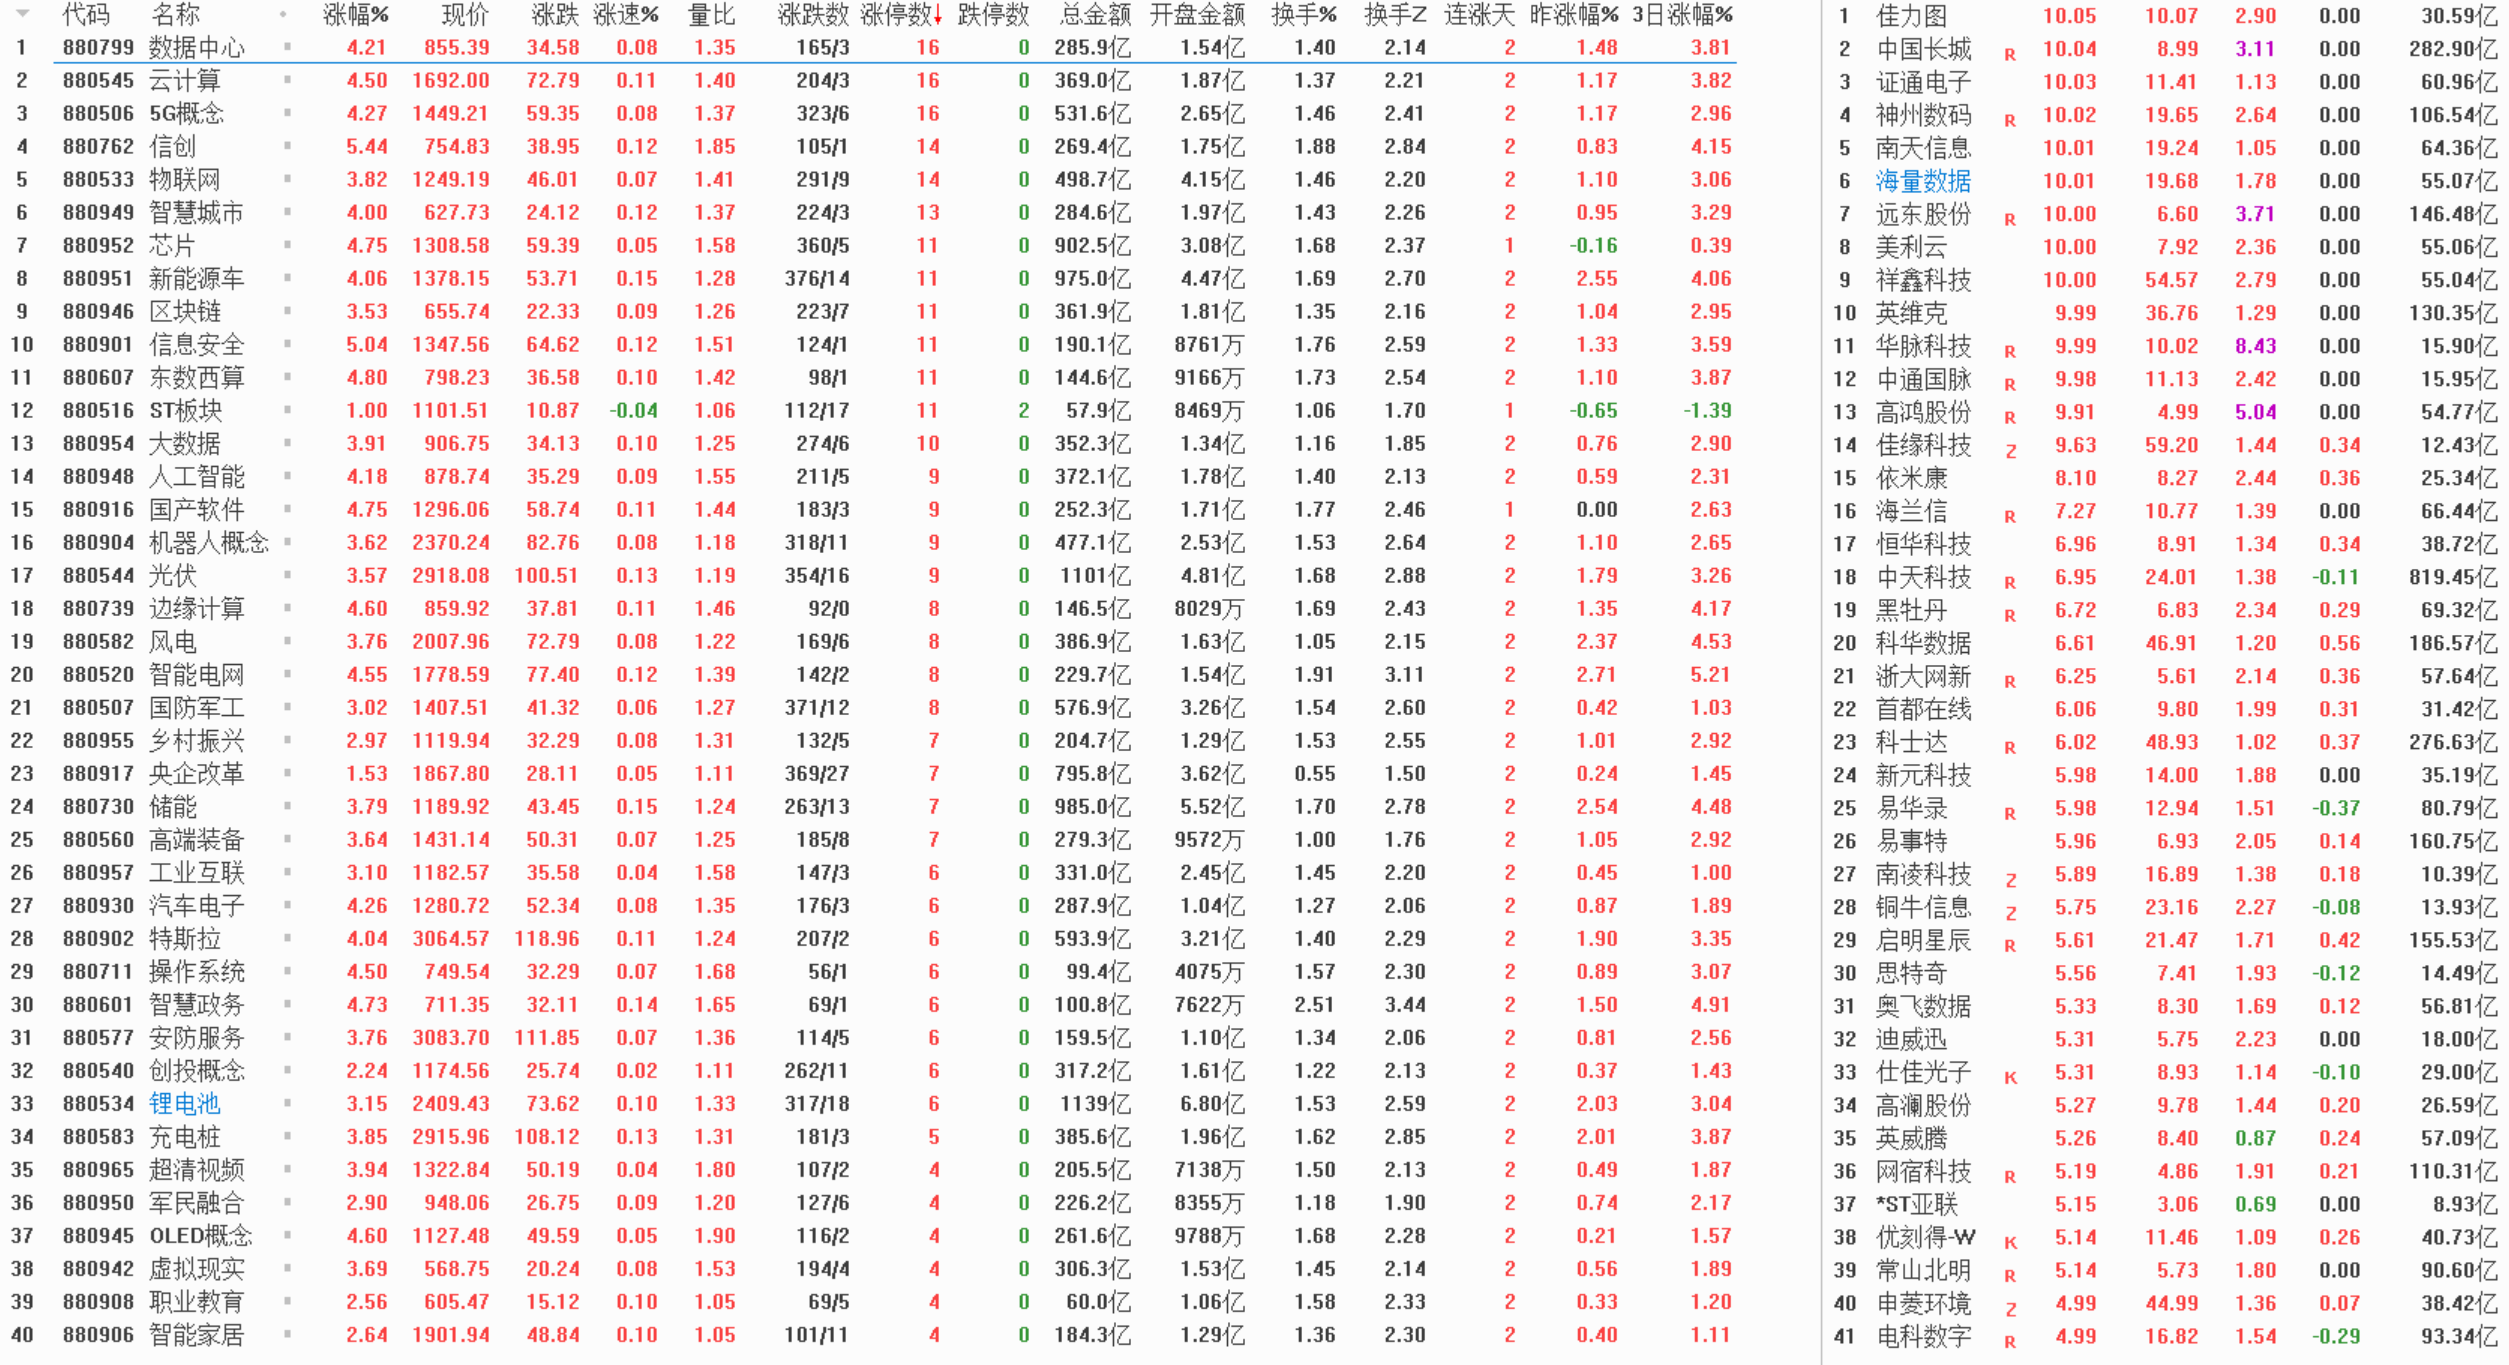 代码 名称 涨幅% 现价 涨跌 涨速% 量比 涨跌数 涨停数↓ 跌停数 总金额 开盘金额 换手% 换手Z 连涨天 昨涨幅% 3日涨幅%
1 880799 数据中心 4.21 855.39 34.58 0.08 1.35 165/3 16 0 285.9亿 1.54亿 1.40 2.14 2 1.48 3.81
2 880545 云计算 4.50 1692.00 72.79 0.11 1.40 204/3 16 0 369.0亿 1.87亿 1.37 2.21 2 1.17 3.82
3 880506 5G概念 4.27 1449.21 59.35 0.08 1.37 323/6 16 0 531.6亿 2.65亿 1.46 2.41 2 1.17 2.96
4 880762 信创 5.44 754.83 38.95 0.12 1.85 105/1 14 0 269.4亿 1.75亿 1.88 2.84 2 0.83 4.15
5 880533 物联网 3.82 1249.19 46.01 0.07 1.41 291/9 14 0 498.7亿 4.15亿 1.46 2.20 2 1.10 3.06
6 880949 智慧城市 4.00 627.73 24.12 0.12 1.37 224/3 13 0 284.6亿 1.97亿 1.43 2.26 2 0.95 3.29
7 880952 芯片 4.75 1308.58 59.39 0.05 1.58 360/5 11 0 902.5亿 3.08亿 1.68 2.37 1 -0.16 0.39
8 880951 新能源车 4.06 1378.15 53.71 0.15 1.28 376/14 11 0 975.0亿 4.47亿 1.69 2.70 2 2.55 4.06
9 880946 区块链 3.53 655.74 22.33 0.09 1.26 223/7 11 0 361.9亿 1.81亿 1.35 2.16 2 1.04 2.95
10 880901 信息安全 5.04 1347.56 64.62 0.12 1.51 124/1 11 0 190.1亿 8761万 1.76 2.59 2 1.33 3.59
11 880607 东数西算 4.80 798.23 36.58 0.10 1.42 98/1 11 0 144.6亿 9166万 1.73 2.54 2 1.10 3.87
12 880516 ST板块 1.00 1101.51 10.87 -0.04 1.06 112/17 11 2 57.9亿 8469万 1.06 1.70 1 -0.65 -1.39
13 880954 大数据 3.91 906.75 34.13 0.10 1.25 274/6 10 0 352.3亿 1.34亿 1.16 1.85 2 0.76 2.90
14 880948 人工智能 4.18 878.74 35.29 0.09 1.55 211/5 9 0 372.1亿 1.78亿 1.40 2.13 2 0.59 2.31
15 880916 国产软件 4.75 1296.06 58.74 0.11 1.44 183/3 9 0 252.3亿 1.71亿 1.77 2.46 1 0.00 2.63
16 880904 机器人概念 3.62 2370.24 82.76 0.08 1.18 318/11 9 0 477.1亿 2.53亿 1.53 2.64 2 1.10 2.65
17 880544 光伏 3.57 2918.08 100.51 0.13 1.19 354/16 9 0 1101亿 4.81亿 1.68 2.88 2 1.79 3.26
18 880739 边缘计算 4.60 859.92 37.81 0.11 1.46 92/0 8 0 146.5亿 8029万 1.69 2.43 2 1.35 4.17
19 880582 风电 3.76 2007.96 72.79 0.08 1.22 169/6 8 0 386.9亿 1.63亿 1.05 2.15 2 2.37 4.53
20 880520 智能电网 4.55 1778.59 77.40 0.12 1.39 142/2 8 0 229.7亿 1.54亿 1.91 3.11 2 2.71 5.21
21 880507 国防军工 3.02 1407.51 41.32 0.06 1.27 371/12 8 0 576.9亿 3.26亿 1.54 2.60 2 0.42 1.03
22 880955 乡村振兴 2.97 1119.94 32.29 0.08 1.31 132/5 7 0 204.7亿 1.29亿 1.53 2.55 2 1.01 2.92
23 880917 央企改革 1.53 1867.80 28.11 0.05 1.11 369/27 7 0 795.8亿 3.62亿 0.55 1.50 2 0.24 1.45
24 880730 储能 3.79 1189.92 43.45 0.15 1.24 263/13 7 0 985.0亿 5.52亿 1.70 2.78 2 2.54 4.48
25 880560 高端装备 3.64 1431.14 50.31 0.07 1.25 185/8 7 0 279.3亿 9572万 1.00 1.76 2 1.05 2.92
26 880957 工业互联 3.10 1182.57 35.58 0.04 1.58 147/3 6 0 331.0亿 2.45亿 1.45 2.20 2 0.45 1.00
27 880930 汽车电子 4.26 1280.72 52.34 0.08 1.35 176/3 6 0 287.9亿 1.04亿 1.27 2.06 2 0.87 1.89
28 880902 特斯拉 4.04 3064.57 118.96 0.11 1.24 207/2 6 0 593.9亿 3.21亿 1.40 2.29 2 1.90 3.35
29 880711 操作系统 4.50 749.54 32.29 0.07 1.68 56/1 6 0 99.4亿 4075万 1.57 2.30 2 0.89 3.07
30 880601 智慧政务 4.73 711.35 32.11 0.14 1.65 69/1 6 0 100.8亿 7622万 2.51 3.44 2 1.50 4.91
31 880577 安防服务 3.76 3083.70 111.85 0.07 1.36 114/5 6 0 159.5亿 1.10亿 1.34 2.06 2 0.81 2.56
32 880540 创投概念 2.24 1174.56 25.74 0.02 1.11 262/11 6 0 317.2亿 1.61亿 1.22 2.13 2 0.37 1.43
33 880534 锂电池 3.15 2409.43 73.62 0.10 1.33 317/18 6 0 1139亿 6.80亿 1.53 2.59 2 2.03 3.04
34 880583 充电桩 3.85 2915.96 108.12 0.13 1.31 181/3 5 0 385.6亿 1.96亿 1.62 2.85 2 2.01 3.87
35 880965 超清视频 3.94 1322.84 50.19 0.04 1.80 107/2 4 0 205.5亿 7138万 1.50 2.13 2 0.49 1.87
36 880950 军民融合 2.90 948.06 26.75 0.09 1.20 127/6 4 0 226.2亿 8355万 1.18 1.90 2 0.74 2.17
37 880945 OLED概念 4.60 1127.48 49.59 0.05 1.90 116/2 4 0 261.6亿 9788万 1.68 2.28 2 0.21 1.57
38 880942 虚拟现实 3.69 568.75 20.24 0.08 1.53 194/4 4 0 306.3亿 1.53亿 1.45 2.14 2 0.56 1.89
39 880908 职业教育 2.56 605.47 15.12 0.10 1.05 69/5 4 0 60.0亿 1.06亿 1.58 2.33 2 0.33 1.20
40 880906 智能家居 2.64 1901.94 48.84 0.10 1.05 101/11 4 0 184.3亿 1.29亿 1.36 2.30 2 0.40 1.11
1 佳力图 10.05 10.07 2.90 0.00 30.59亿
2 中国长城 R 10.04 8.99 3.11 0.00 282.90亿
3 证通电子 10.03 11.41 1.13 0.00 60.96亿
4 神州数码 R 10.02 19.65 2.64 0.00 106.54亿
5 南天信息 10.01 19.24 1.05 0.00 64.36亿
6 海量数据 10.01 19.68 1.78 0.00 55.07亿
7 远东股份 R 10.00 6.60 3.71 0.00 146.48亿
8 美利云 10.00 7.92 2.36 0.00 55.06亿
9 祥鑫科技 10.00 54.57 2.79 0.00 55.04亿
10 英维克 9.99 36.76 1.29 0.00 130.35亿
11 华脉科技 R 9.99 10.02 8.43 0.00 15.90亿
12 中通国脉 R 9.98 11.13 2.42 0.00 15.95亿
13 高鸿股份 R 9.91 4.99 5.04 0.00 54.77亿
14 佳缘科技 Z 9.63 59.20 1.44 0.34 12.43亿
15 依米康 8.10 8.27 2.44 0.36 25.34亿
16 海兰信 R 7.27 10.77 1.39 0.00 66.44亿
17 恒华科技 6.96 8.91 1.34 0.34 38.72亿
18 中天科技 R 6.95 24.01 1.38 -0.11 819.45亿
19 黑牡丹 R 6.72 6.83 2.34 0.29 69.32亿
20 科华数据 6.61 46.91 1.20 0.56 186.57亿
21 浙大网新 R 6.25 5.61 2.14 0.36 57.64亿
22 首都在线 6.06 9.80 1.99 0.31 31.42亿
23 科士达 R 6.02 48.93 1.02 0.37 276.63亿
24 新元科技 5.98 14.00 1.88 0.00 35.19亿
25 易华录 R 5.98 12.94 1.51 -0.37 80.79亿
26 易事特 5.96 6.93 2.05 0.14 160.75亿
27 南凌科技 Z 5.89 16.89 1.38 0.18 10.39亿
28 铜牛信息 Z 5.75 23.16 2.27 -0.08 13.93亿
29 启明星辰 R 5.61 21.47 1.71 0.42 155.53亿
30 思特奇 5.56 7.41 1.93 -0.12 14.49亿
31 奥飞数据 5.33 8.30 1.69 0.12 56.81亿
32 迪威迅 5.31 5.75 2.23 0.00 18.00亿
33 仕佳光子 K 5.31 8.93 1.14 -0.10 29.00亿
34 高澜股份 5.27 9.78 1.44 0.20 26.59亿
35 英威腾 5.26 8.40 0.87 0.24 57.09亿
36 网宿科技 R 5.19 4.86 1.91 0.21 110.31亿
37 *ST亚联 5.15 3.06 0.69 0.00 8.93亿
38 优刻得-W K 5.14 11.46 1.09 0.26 40.73亿
39 常山北明 R 5.14 5.73 1.80 0.00 90.60亿
40 申菱环境 Z 4.99 44.99 1.36 0.07 38.42亿
41 电科数字 R 4.99 16.82 1.54 -0.29 93.34亿